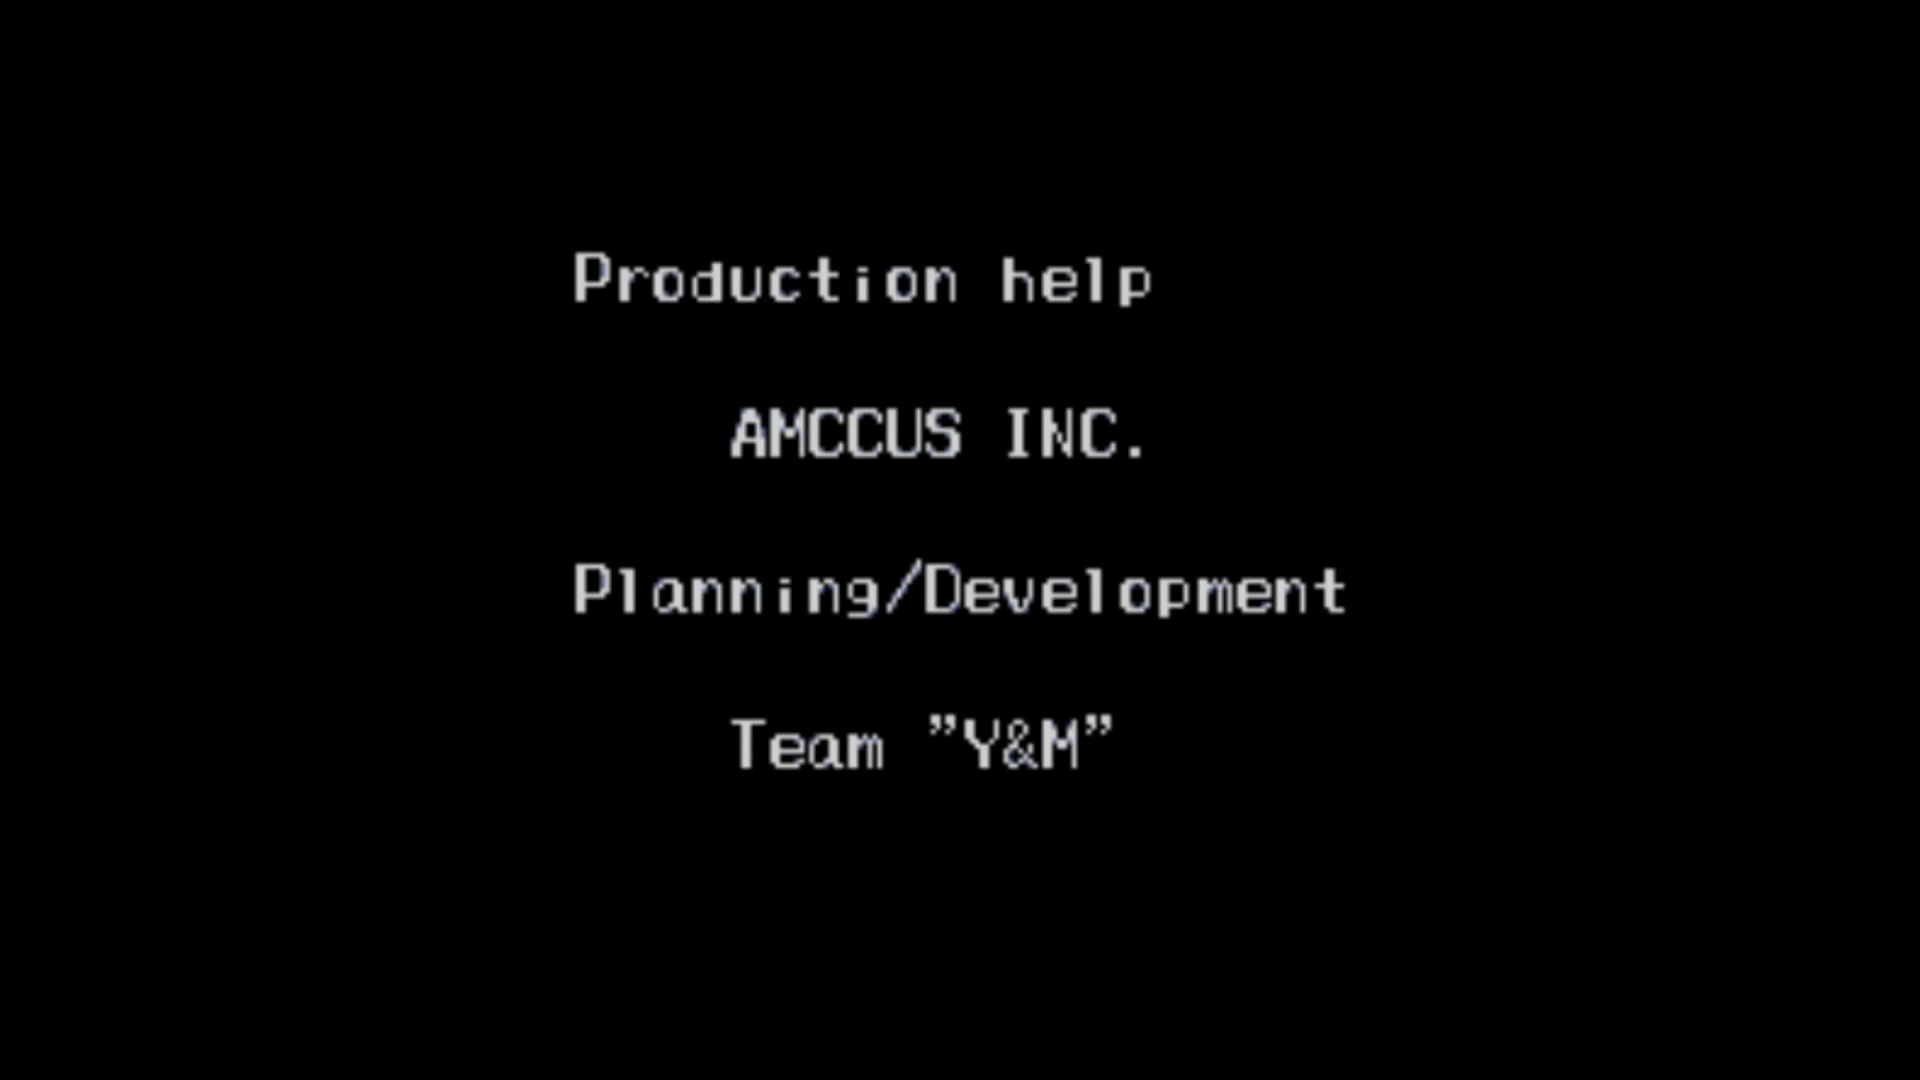 Production help
AMCCUS INC.
Planning/Development
Team ”Y&M”